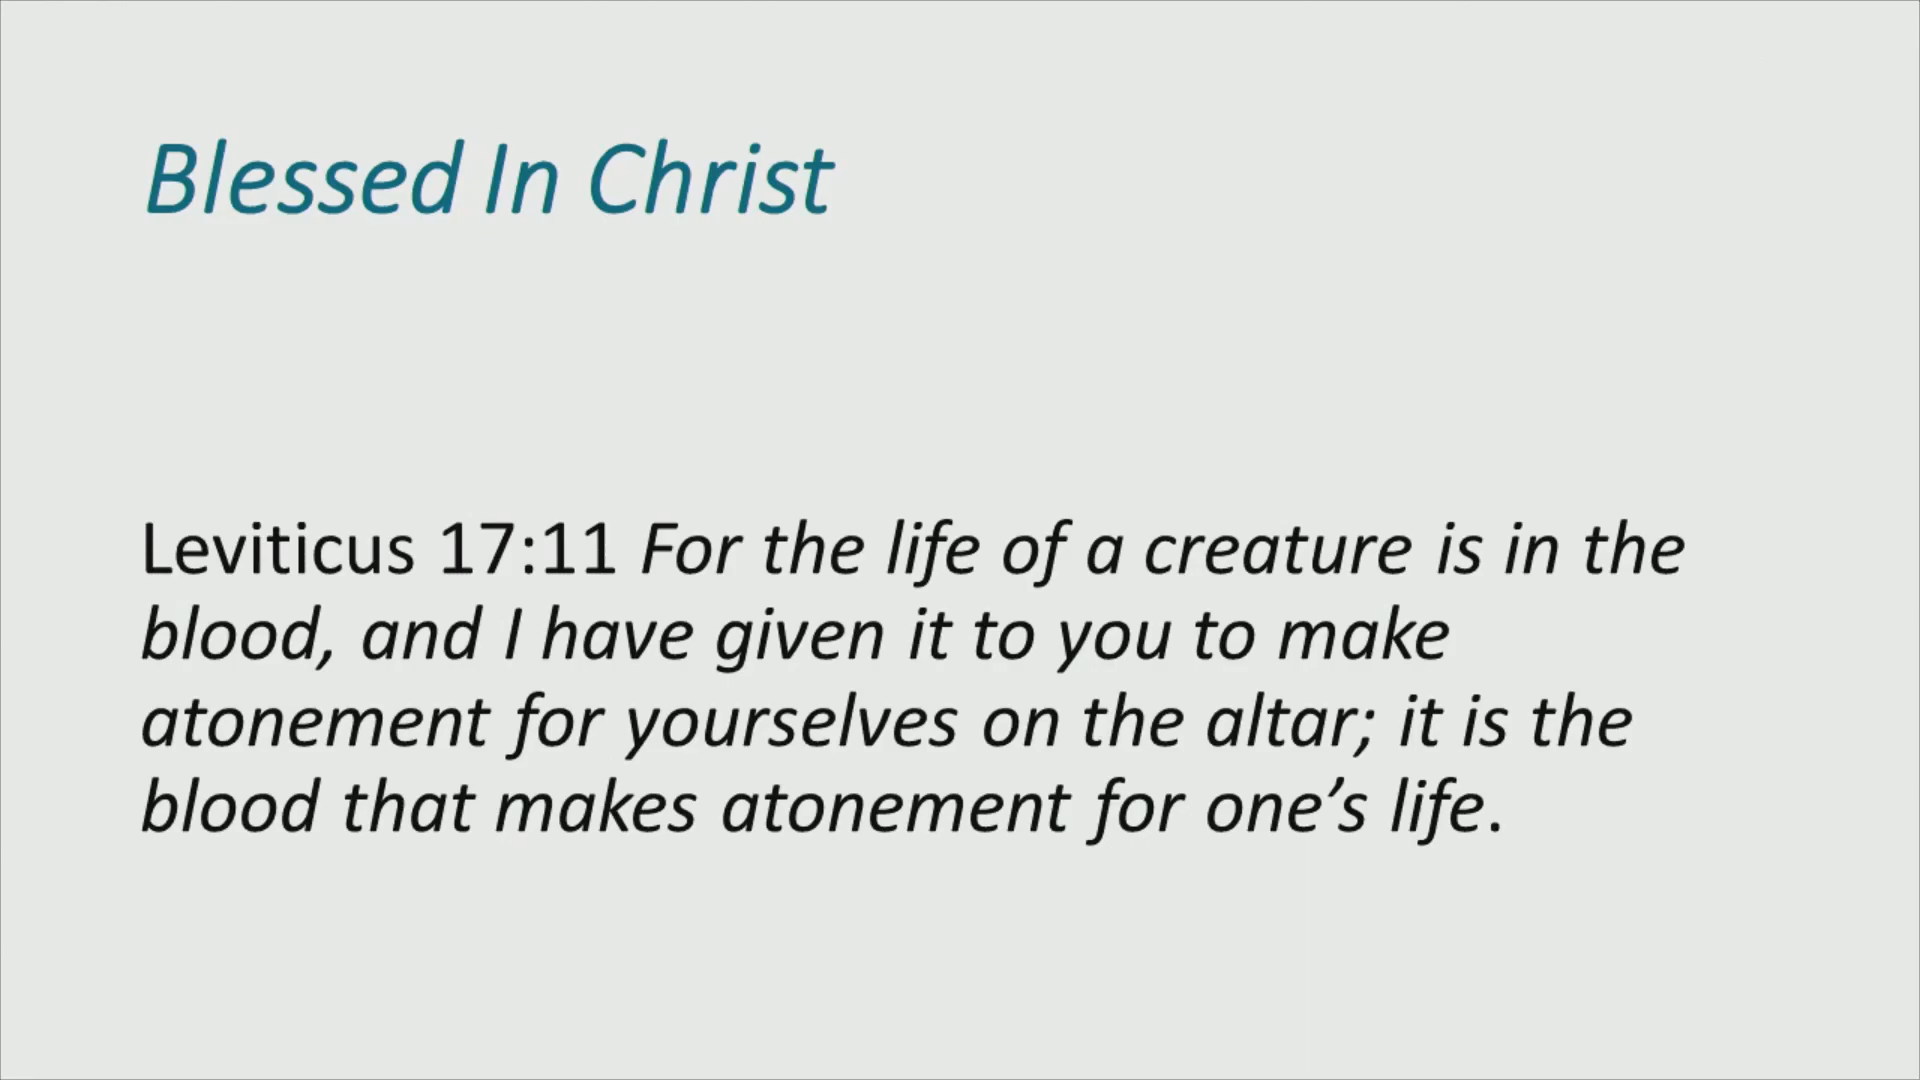 Blessed In Christ
Leviticus 17:11 For the life of a creature is in the
blood, and I have given it to you to make
atonement for yourselves on the altar; it is the
blood that makes atonement for one’s life.